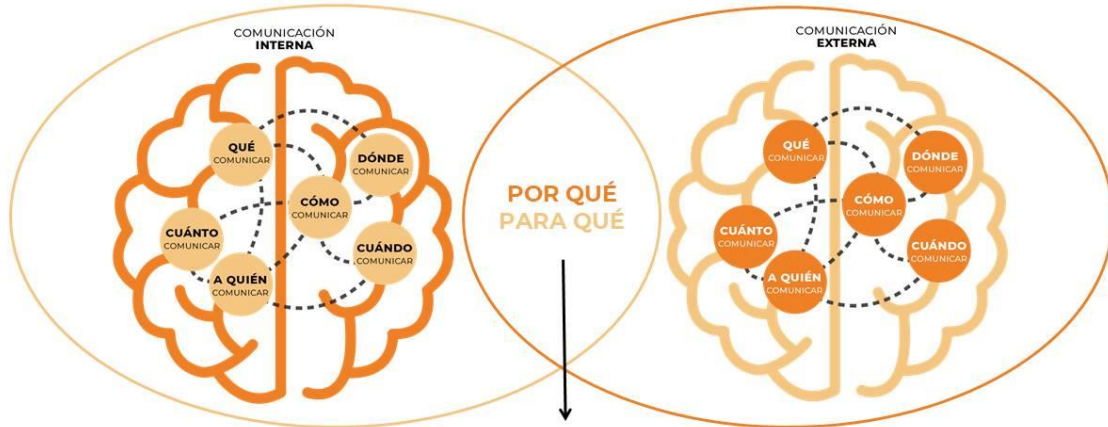 COMUNICACIÓN
INTERNA
QUÉ
COMUNICAR
DÓNDE
COMUNICAR
CÓMO
COMUNICAR
CUÁNTO
COMUNICAR
CUÁNDO
COMUNICAR
A QUIÉN
COMUNICAR
POR QUÉ
PARA QUÉ
COMUNICACIÓN
EXTERNA
QUÉ
COMUNICAR
DÓNDE
COMUNICAR
CÓMO
COMUNICAR
CUÁNTO
COMUNICAR
CUÁNDO
COMUNICAR
A QUIÉN
COMUNICAR